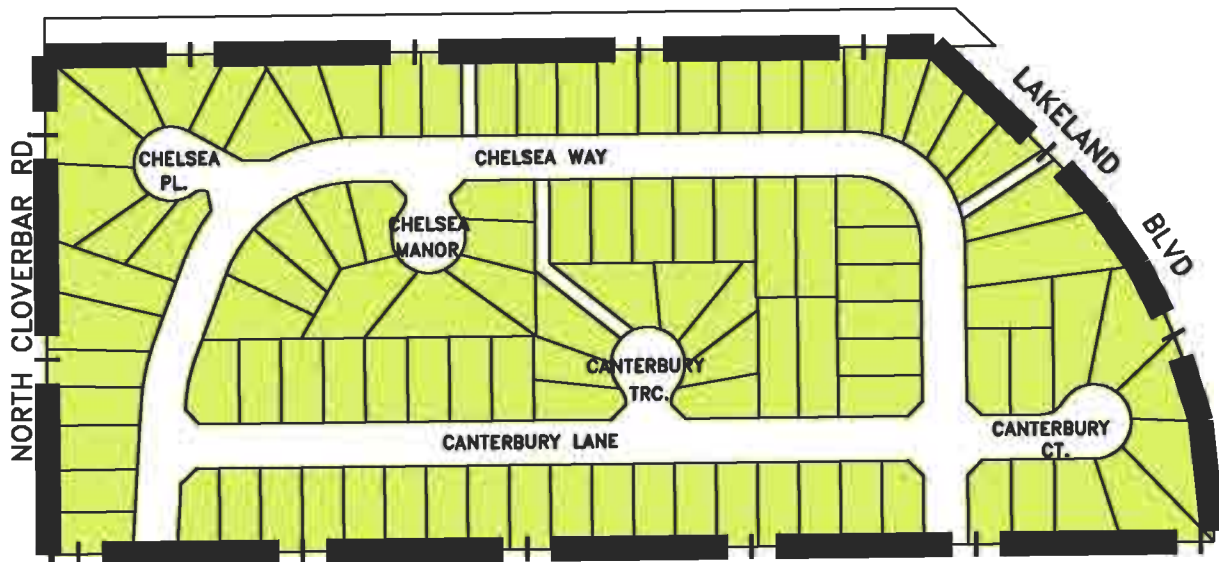 LAKELAND
BLVD
NORTH CLOVERBAR RD
CHELSEA
PL.
CHELSEA WAY
CHELSEA
MANOR
CANTERBURY
TRC.
CANTERBURY LANE
CANTERBURY
CT.